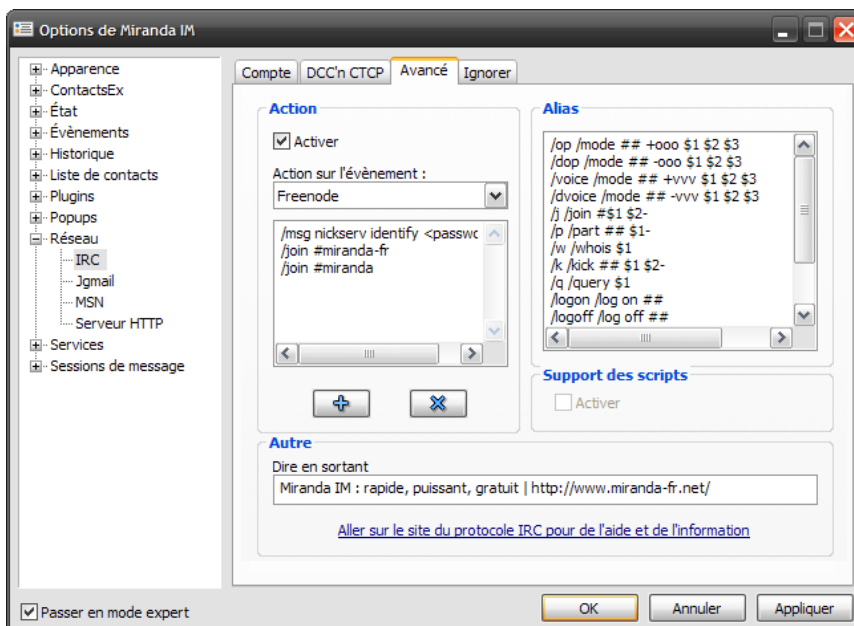 Options de Miranda IM
Apparence
ContactsEx
État
Évènements
Historique
Liste de contacts
Plugins
Popups
Réseau
IRC
Jgmail
MSN
Serveur HTTP
Services
Sessions de message
Passer en mode expert
Compte
DCC'n CTCP
Avancé
Ignorer
Action
Activer
Action sur l'évènement :
Freenode
/msg nickserv identify <passwc
/join #miranda-fr
/join #miranda
Alias
/op /mode ## +ooo $1 $2 $3
/dop /mode ## -ooo $1 $2 $3
/voice /mode ## +vvv $1 $2 $3
/dvoice /mode ## -vvv $1 $2 $3
/j /join #$1 $2-
/p /part ## $1-
/w /whois $1
/k /kick ## $1 $2-
/q /query $1
/logon /log on ##
/logoff /log off ##
Support des scripts
Activer
Autre
Dire en sortant
Miranda IM : rapide, puissant, gratuit | http://www.miranda-fr.net/
Aller sur le site du protocole IRC pour de l'aide et de l'information
OK
Annuler
Appliquer